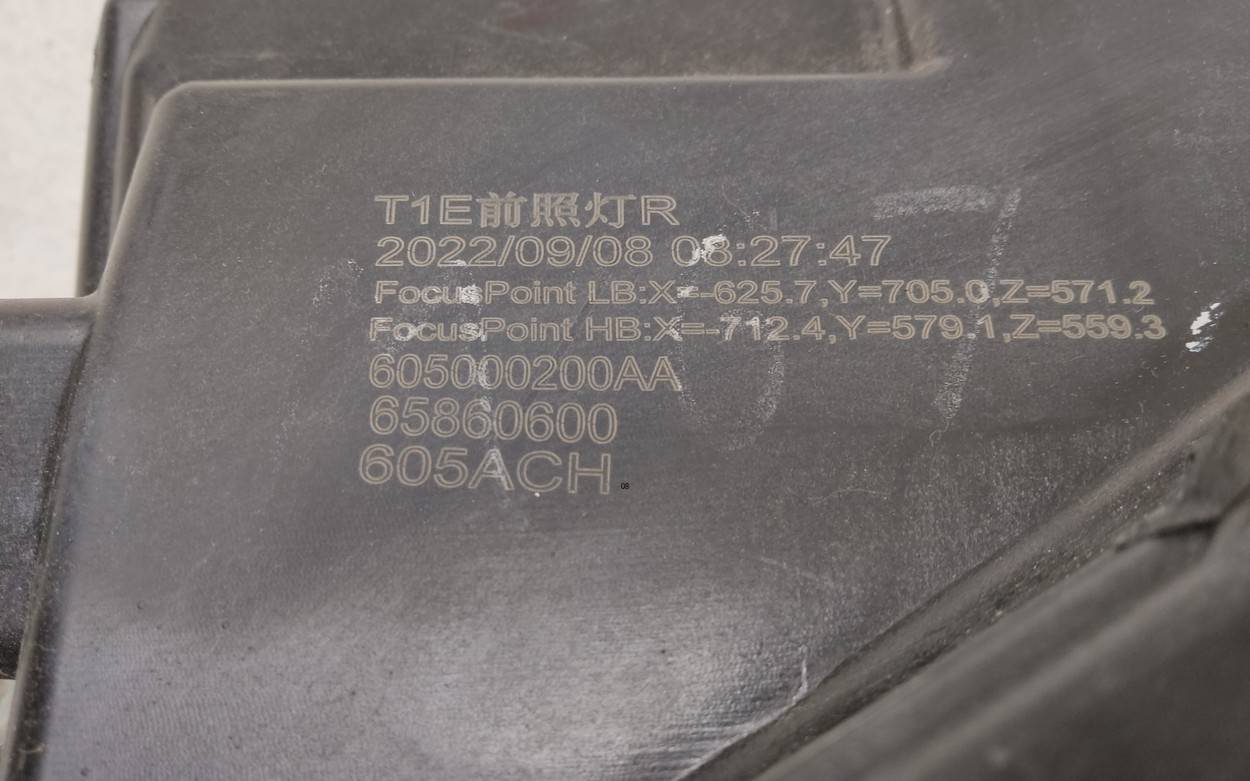 T1E前照灯R
2022/09/08 08:27:47
FocusPoint LB:X=-625.7,Y=705.0,Z=571.2
FocusPoint HB:X=-712.4,Y=579.1,Z=559.3
605000200AA
65860600
605ACH
08